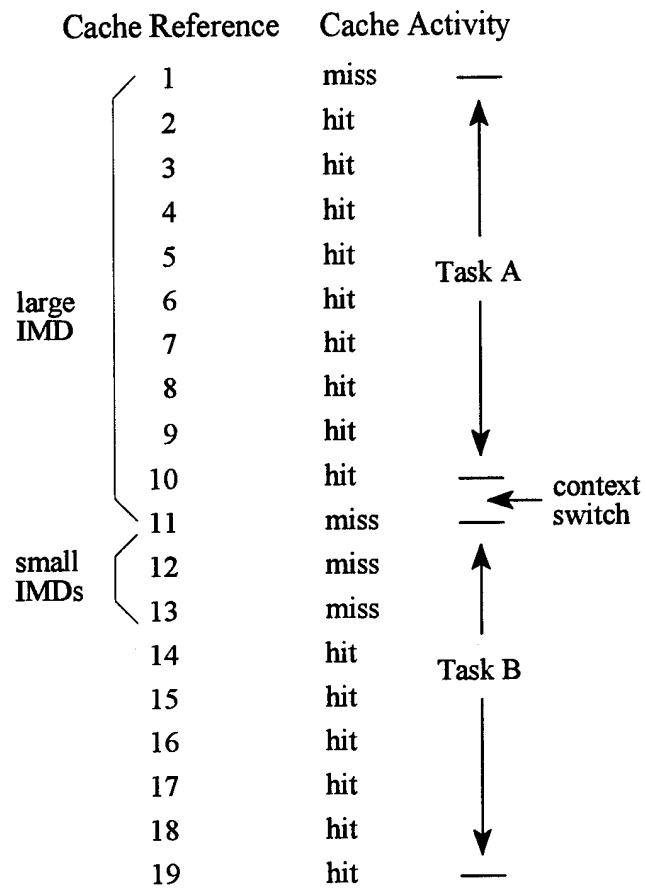 Cache Reference Cache Activity
1 miss
2 hit
3 hit
4 hit
5 hit
Task A
large
IMD
6 hit
7 hit
8 hit
9 hit
10 hit
context
switch
11 miss
small
IMDs
12 miss
13 miss
14 hit
Task B
15 hit
16 hit
17 hit
18 hit
19 hit